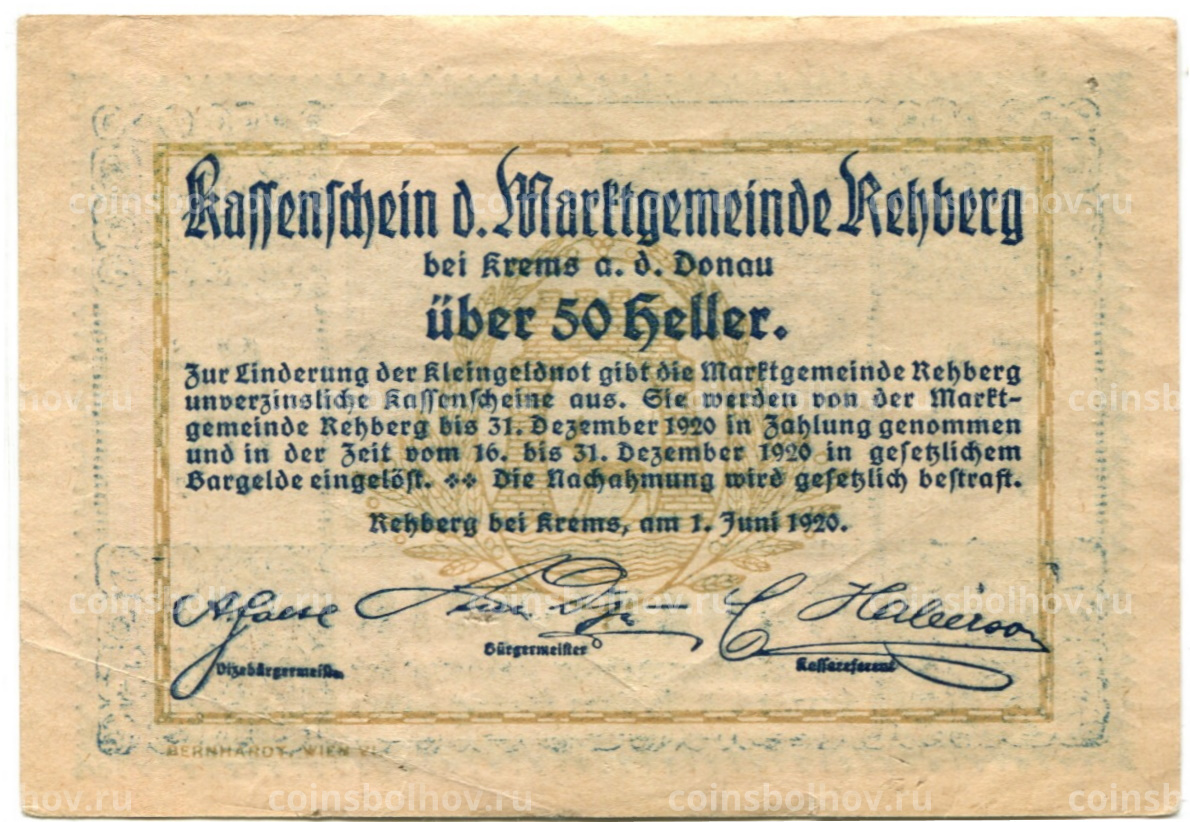 Kassenschein d. Marktgemeinde Rehberg
bei Krems a. d. Donau
über 50 Heller.
Zur Linderung der Kleingeldnot gibt die Marktgemeinde Rehberg
unverzinsliche Kassenscheine aus. Sie werden von der Markt-
gemeinde Rehberg bis 31. Dezember 1920 in Zahlung genommen
und in der Zeit vom 16. bis 31. Dezember 1920 in gesetzlichem
Bargelde eingelöst. Die Nachahmung wird gesetzlich bestraft.
Rehberg bei Krems, am 1. Juni 1920.
Vizebürgermeister
Bürgermeister
Kassareferent
BERNHARDT, WIEN VI.
coinsbolhov.ru